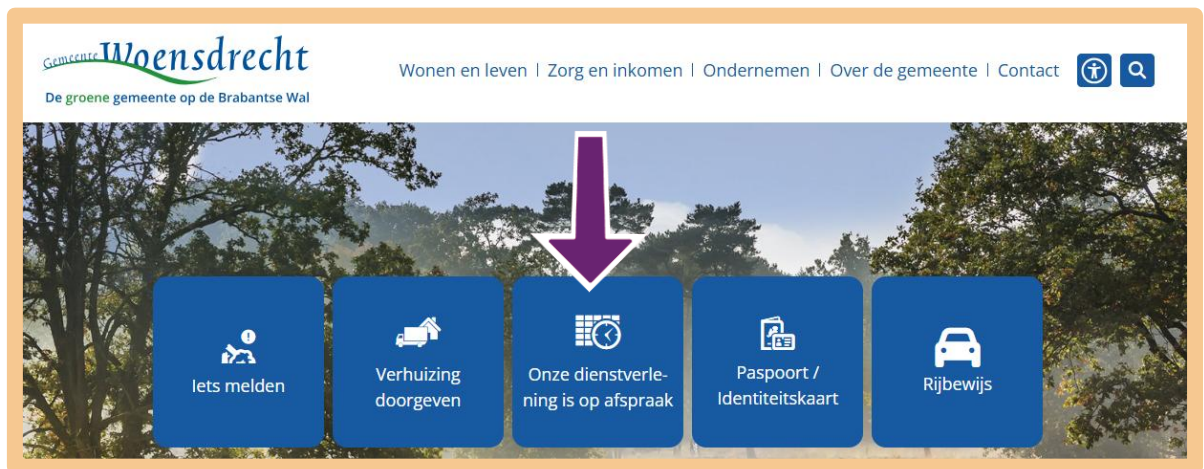 Gemeente Woensdrecht
De groene gemeente op de Brabantse Wal
Wonen en leven | Zorg en inkomen | Ondernemen | Over de gemeente | Contact
Iets melden
Verhuizing
doorgeven
Onze dienstverle-
ning is op afspraak
Paspoort /
Identiteitskaart
Rijbewijs